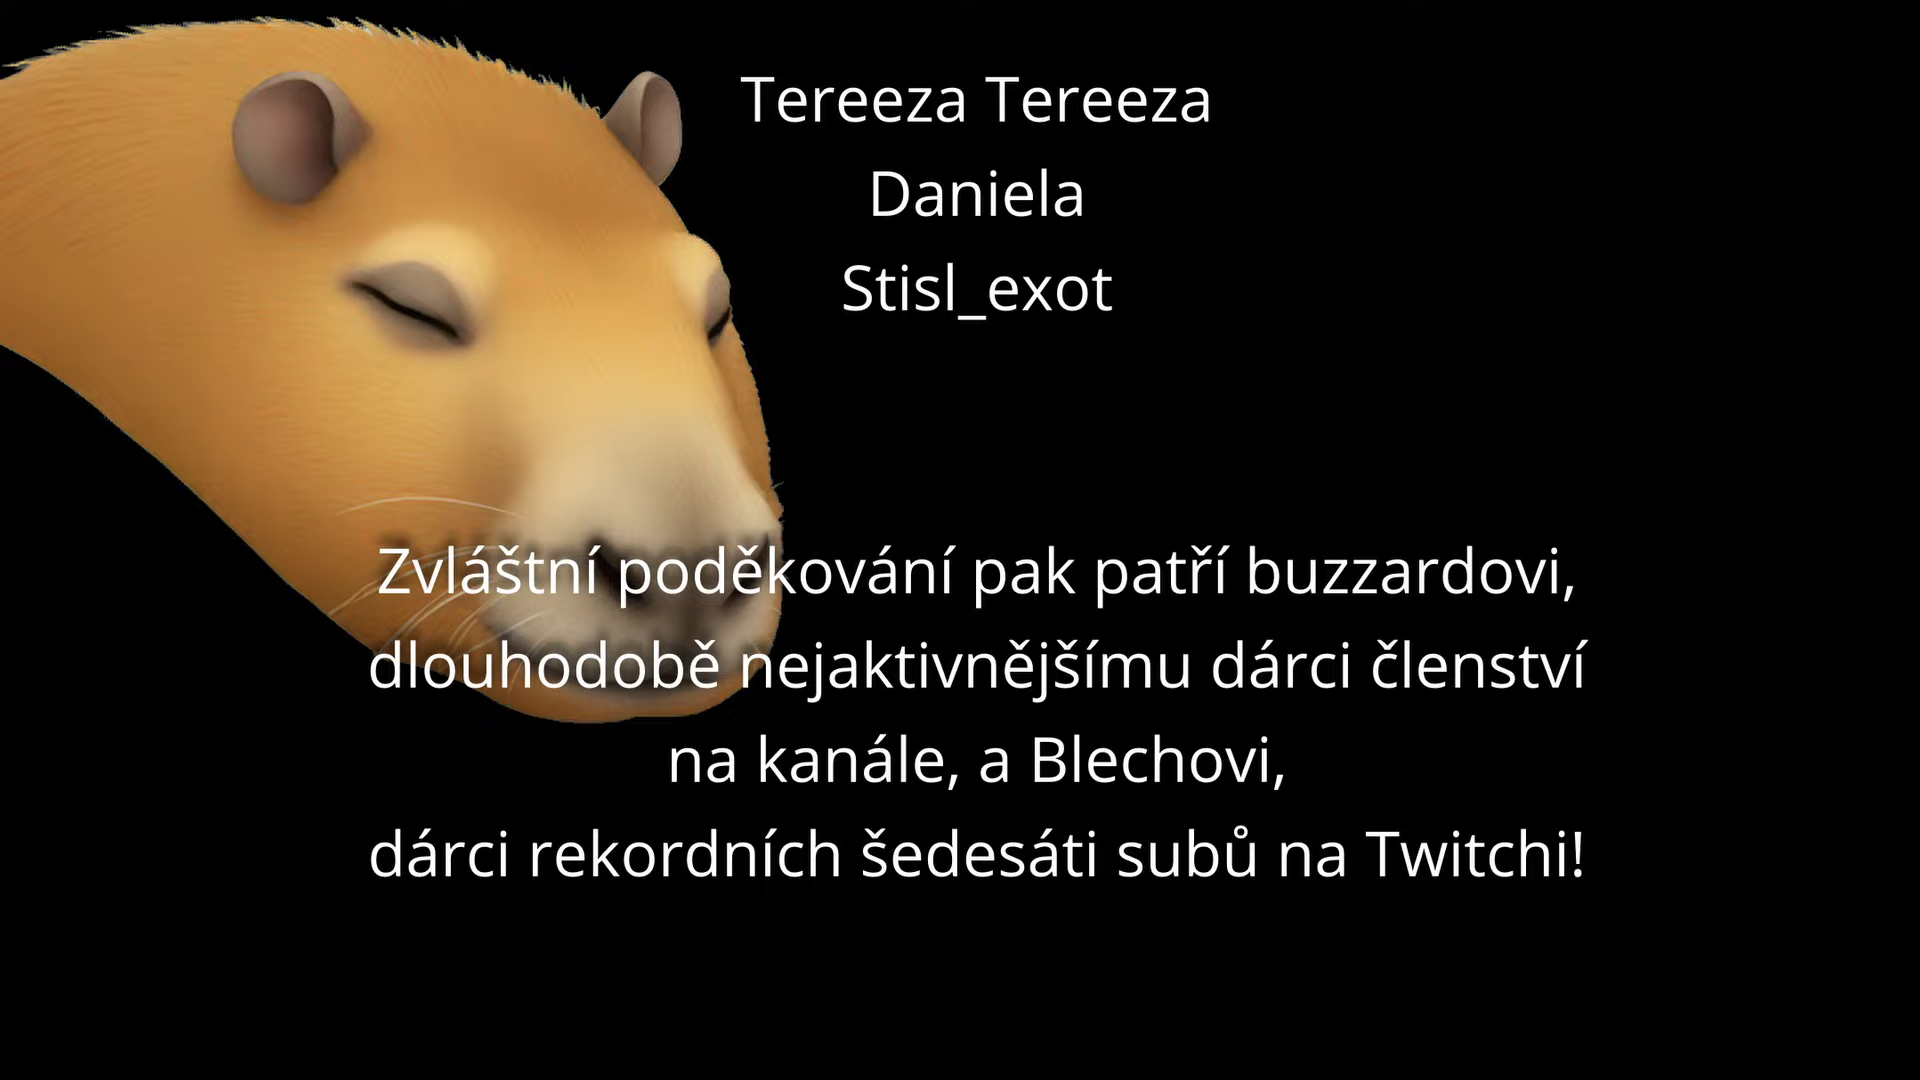 Tereeza Tereeza
Daniela
Stisl_exot
Zvláštní poděkování pak patří buzzardovi,
dlouhodobě nejaktivnějšímu dárci členství
na kanále, a Blechovi,
dárci rekordních šedesáti subů na Twitchi!